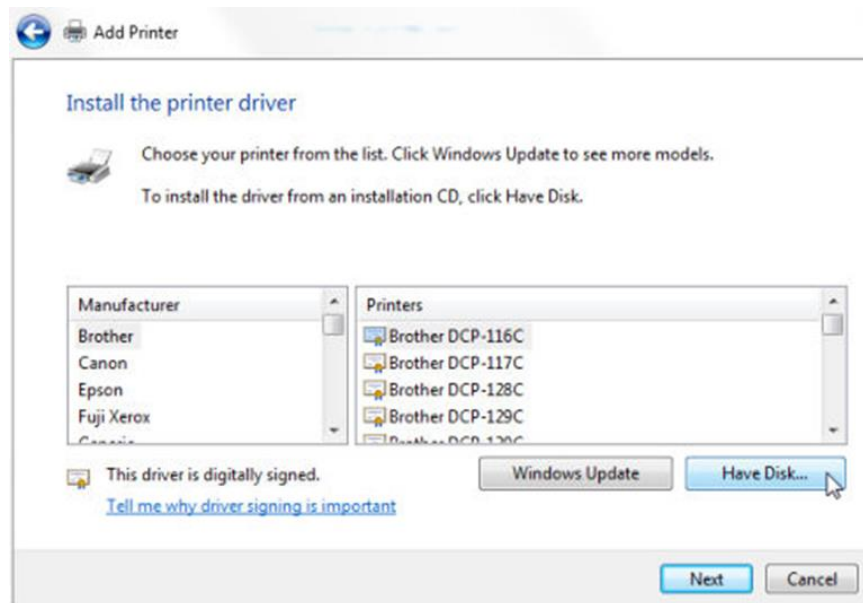 Add Printer
Install the printer driver
Choose your printer from the list. Click Windows Update to see more models.
To install the driver from an installation CD, click Have Disk.
Manufacturer
Brother
Canon
Epson
Fuji Xerox
Printers
Brother DCP-116C
Brother DCP-117C
Brother DCP-128C
Brother DCP-129C
This driver is digitally signed.
Tell me why driver signing is important
Windows Update
Have Disk...
Next
Cancel